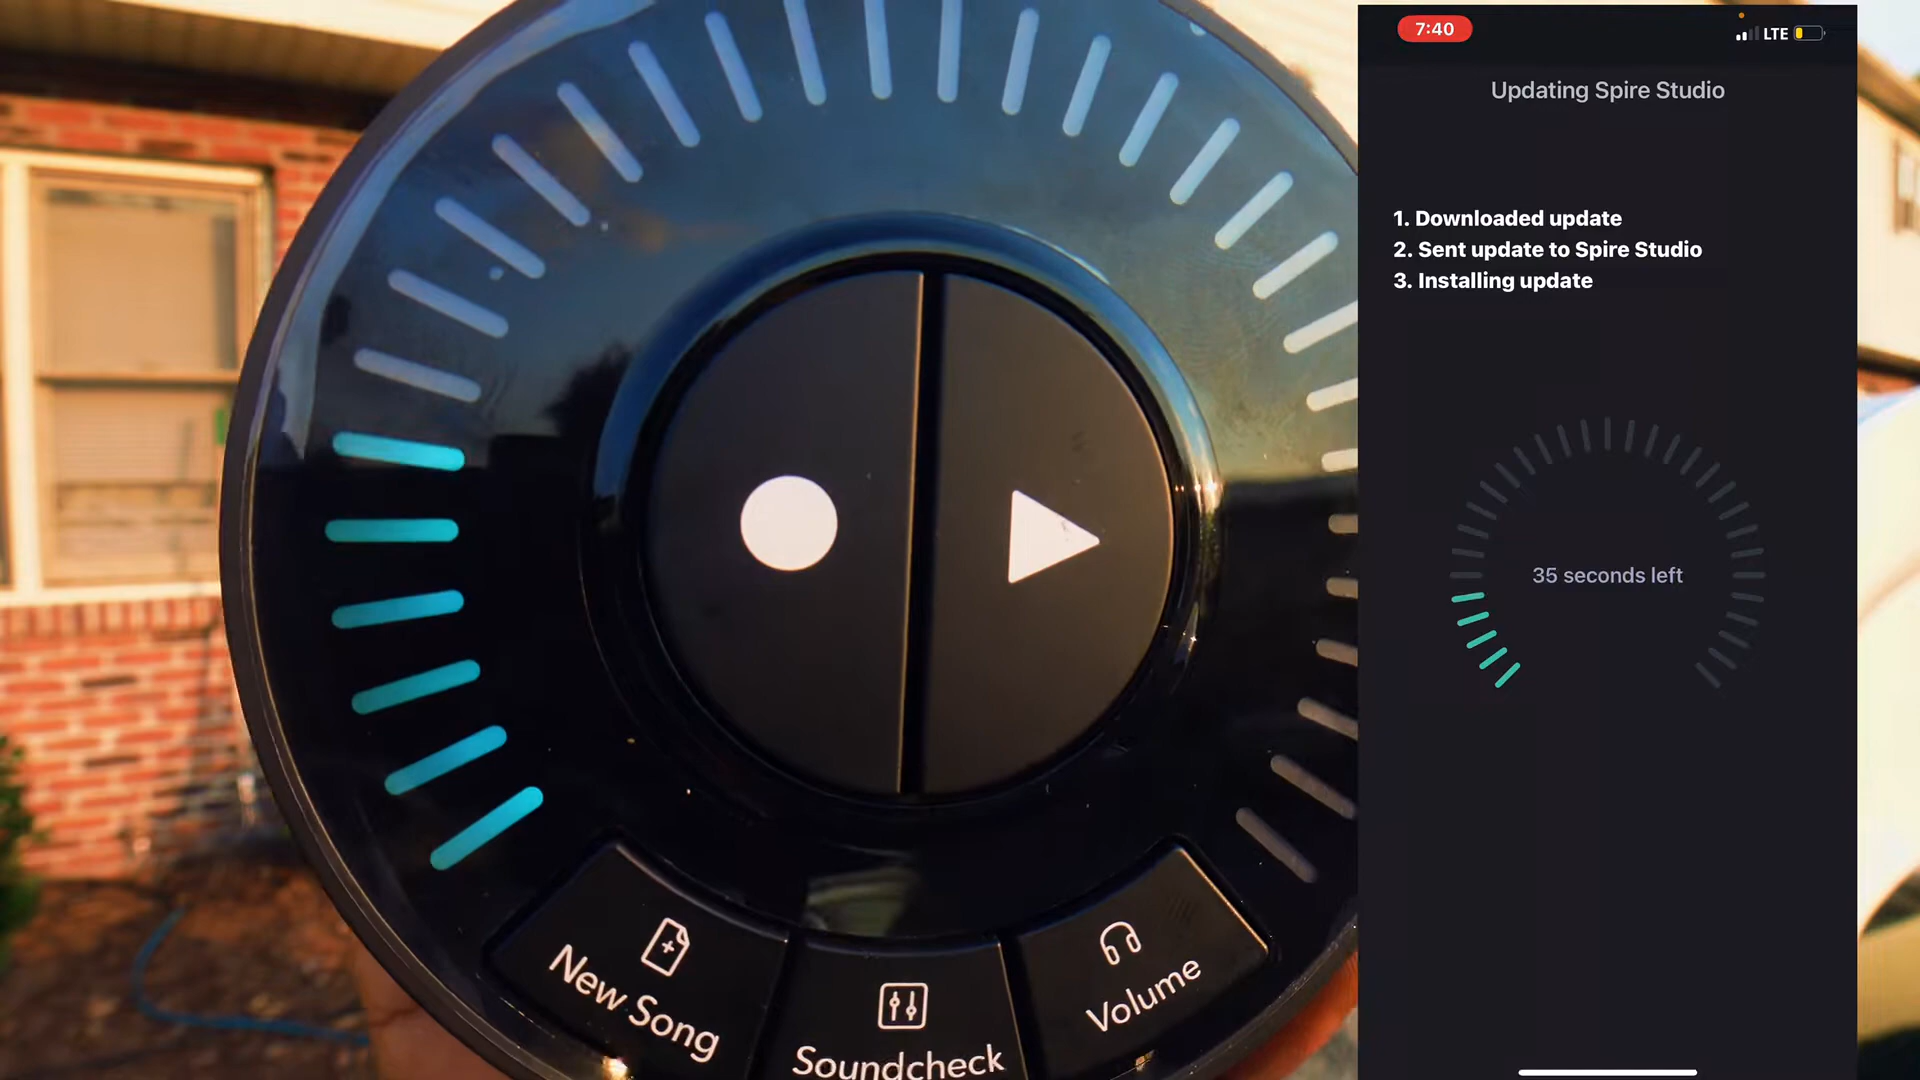 7:40
LTE
Updating Spire Studio
1. Downloaded update
2. Sent update to Spire Studio
3. Installing update
35 seconds left
New Song
Soundcheck
Volume